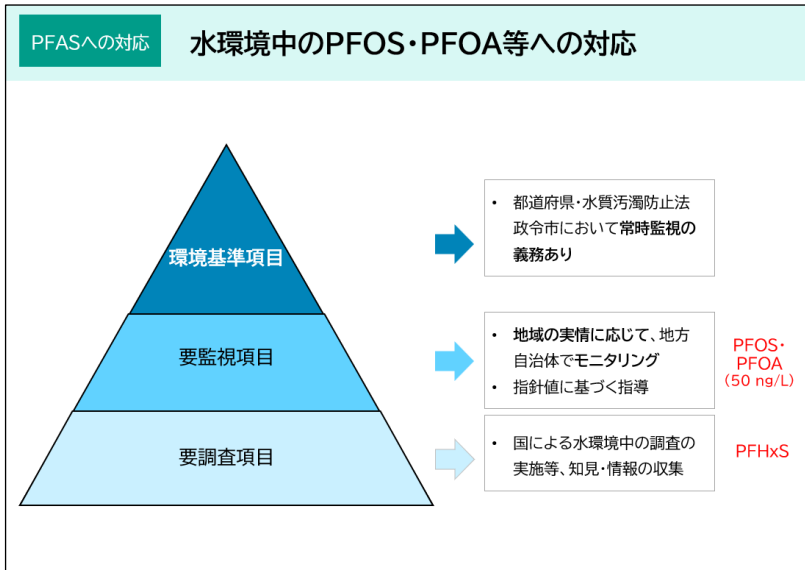 PFASへの対応
水環境中のPFOS・PFOA等への対応
環境基準項目
• 都道府県・水質汚濁防止法
政令市において常時監視の
義務あり
要監視項目
• 地域の実情に応じて、地方
自治体でモニタリング
• 指針値に基づく指導
PFOS・
PFOA
(50 ng/L)
要調査項目
• 国による水環境中の調査の
実施等、知見・情報の収集
PFHxS